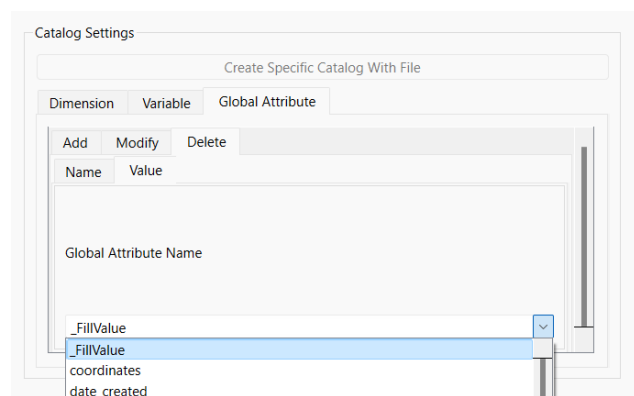 Catalog Settings
Create Specific Catalog With File
Dimension Variable Global Attribute
Add Modify Delete
Name Value
Global Attribute Name
_FillValue
_FillValue
coordinates
date_created